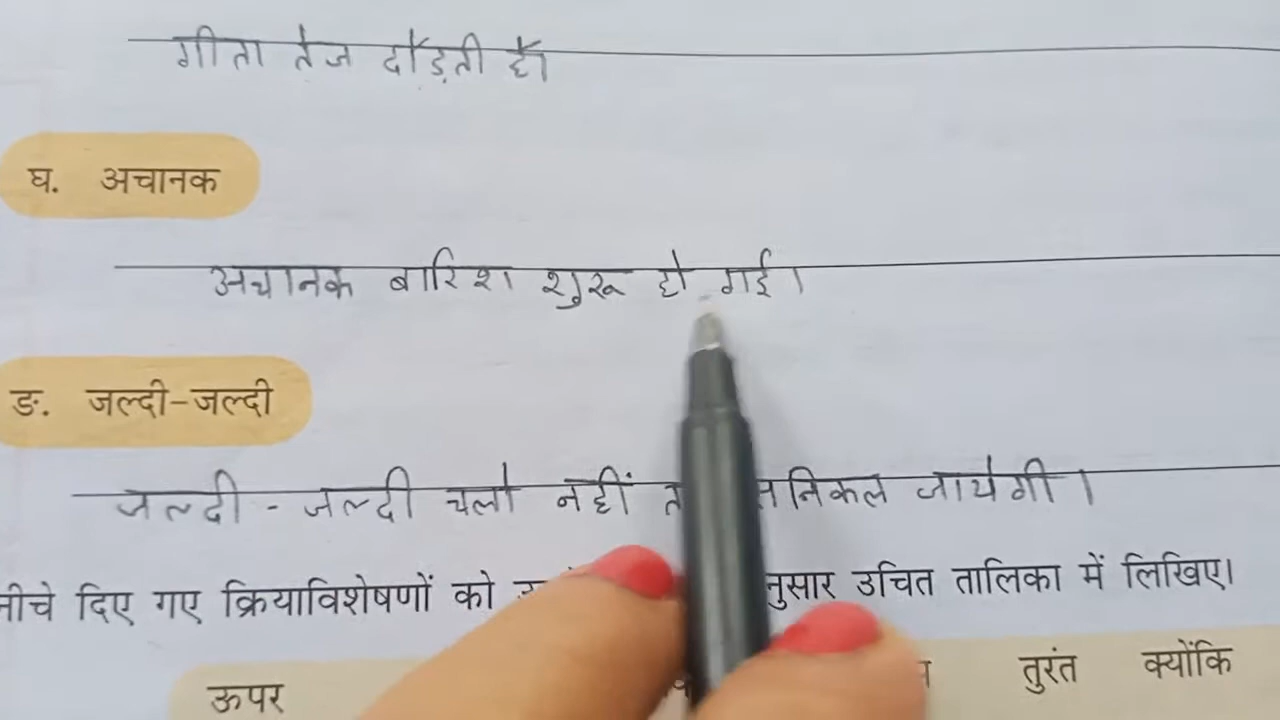 गीता तेज दौड़ती है।
घ. अचानक
अचानक बारिश शुरू हो गई।
ङ. जल्दी-जल्दी
जल्दी - जल्दी चलो नहीं निकल जायेगी।
नीचे दिए गए क्रियाविशेषणों को उचित तालिका में लिखिए।
ऊपर तुरंत क्योंकि